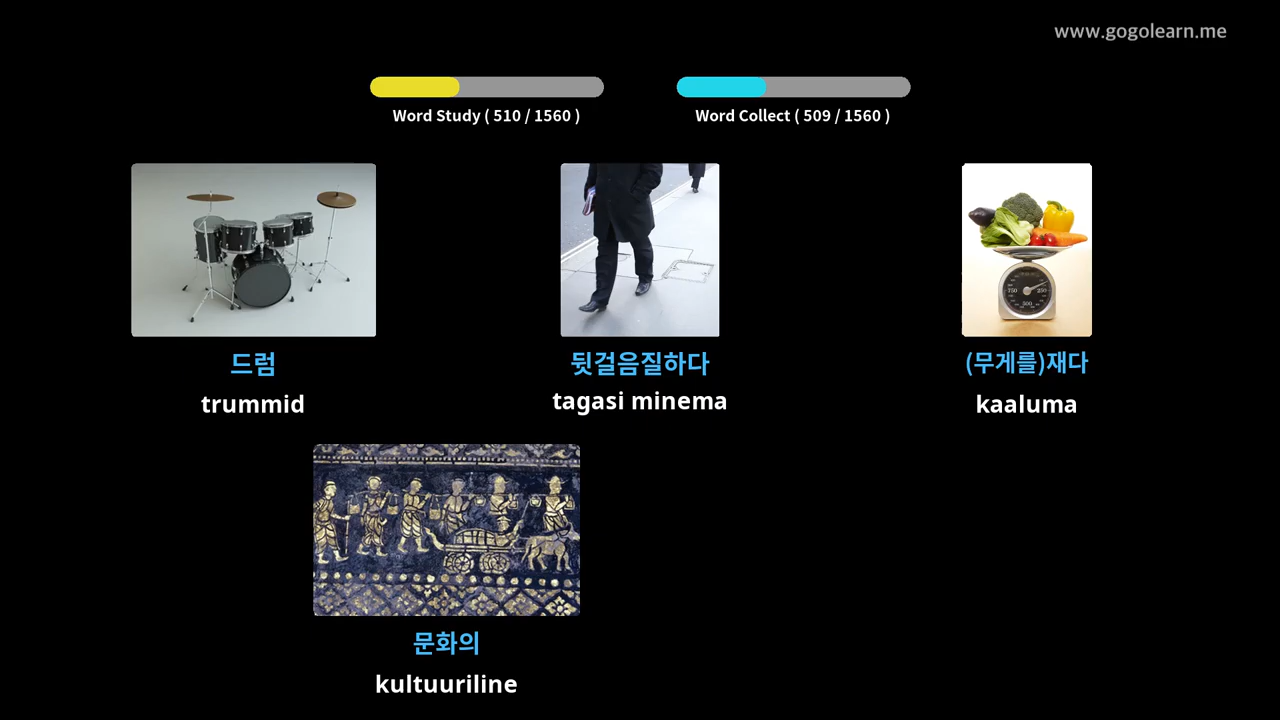 www.gogolearn.me
Word Study ( 510 / 1560 )
Word Collect ( 509 / 1560 )
드럼
뒷걸음질하다
(무게를)재다
trummid
tagasi minema
kaaluma
문화의
kultuuriline